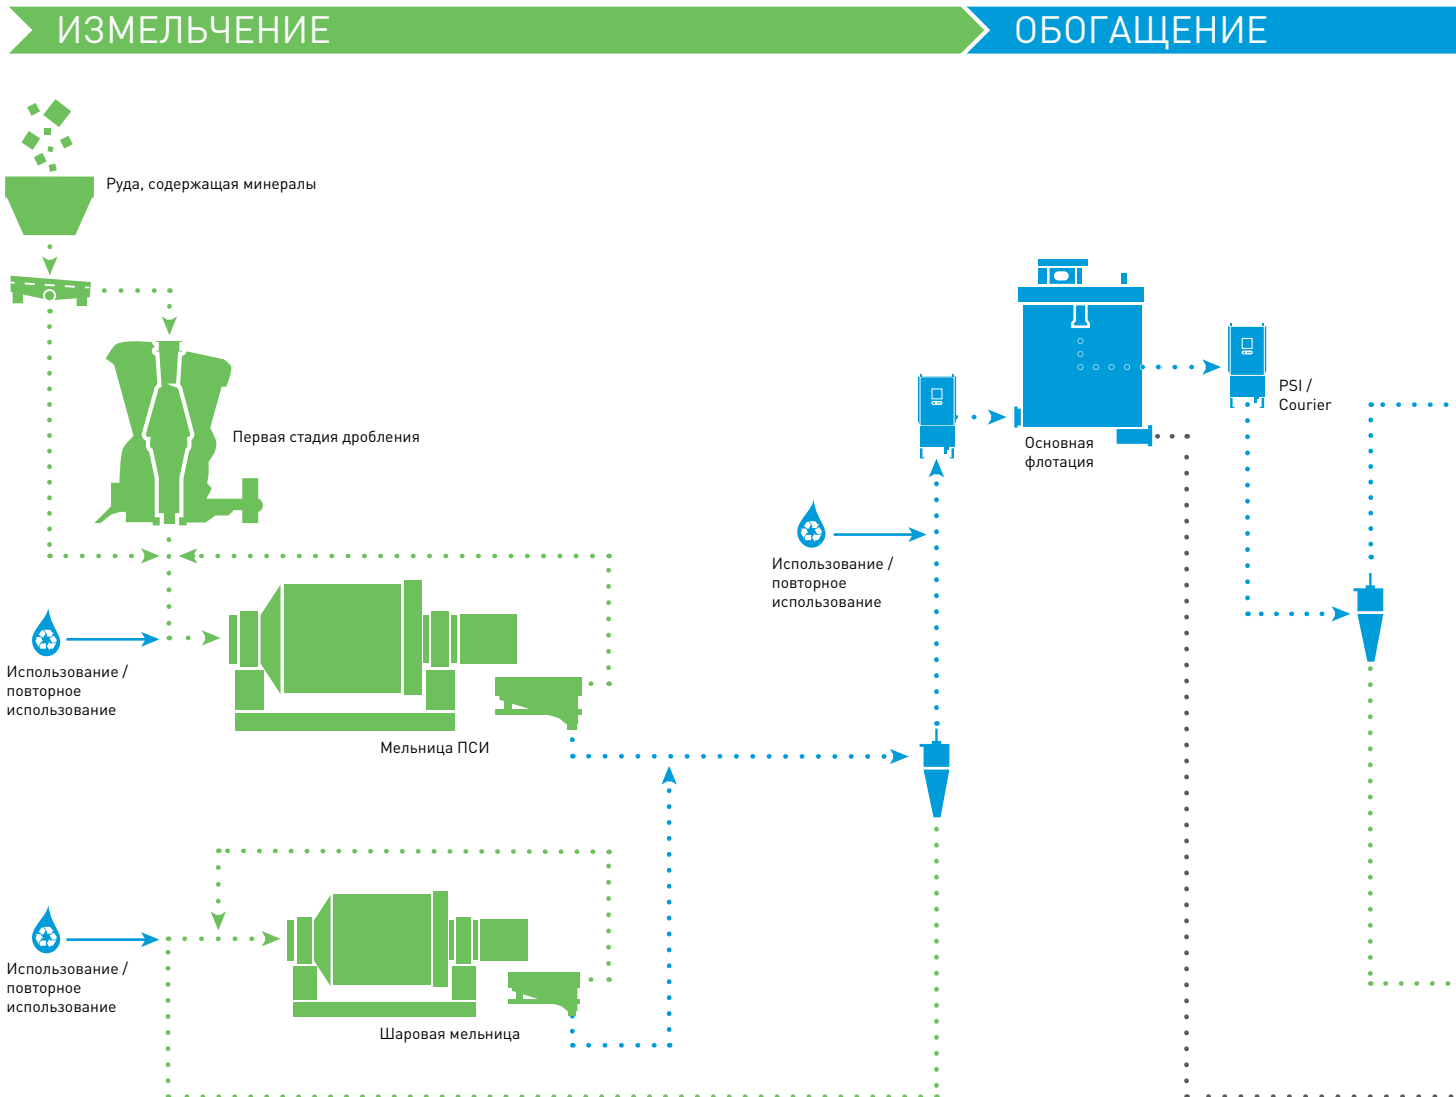 ИЗМЕЛЬЧЕНИЕ
ОБОГАЩЕНИЕ
Руда, содержащая минералы
Первая стадия дробления
PSI /
Courier
Основная
флотация
Использование /
повторное
использование
Использование /
повторное
использование
Мельница ПСИ
Использование /
повторное
использование
Шаровая мельница